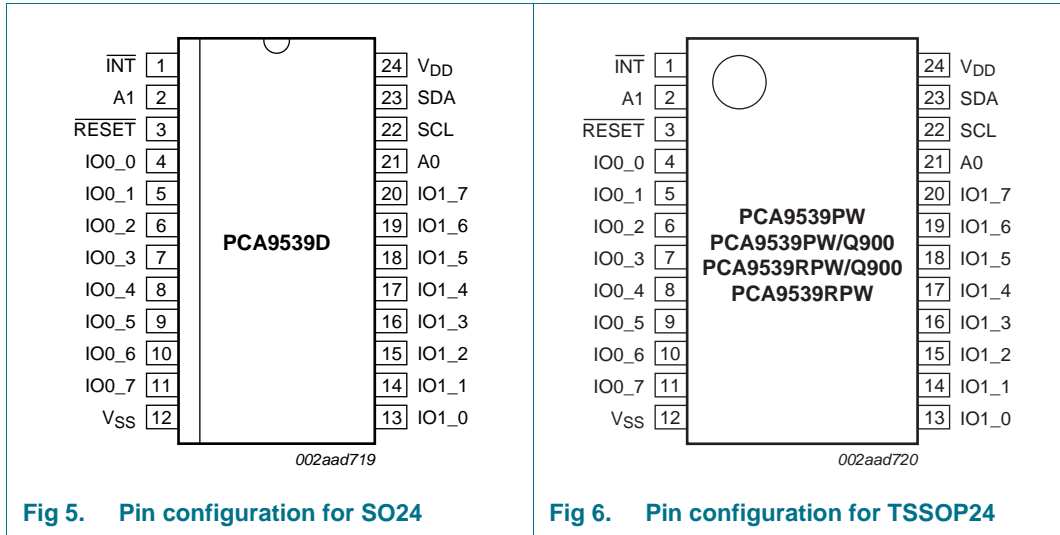 INT 1
A1 2
RESET 3
IO0_0 4
IO0_1 5
IO0_2 6
IO0_3 7
IO0_4 8
IO0_5 9
IO0_6 10
IO0_7 11
VSS 12
PCA9539D
24 VDD
23 SDA
22 SCL
21 A0
20 IO1_7
19 IO1_6
18 IO1_5
17 IO1_4
16 IO1_3
15 IO1_2
14 IO1_1
13 IO1_0
002aad719
Fig 5. Pin configuration for SO24
INT 1
A1 2
RESET 3
IO0_0 4
IO0_1 5
IO0_2 6
IO0_3 7
IO0_4 8
IO0_5 9
IO0_6 10
IO0_7 11
VSS 12
PCA9539PW
PCA9539PW/Q900
PCA9539RPW/Q900
PCA9539RPW
24 VDD
23 SDA
22 SCL
21 A0
20 IO1_7
19 IO1_6
18 IO1_5
17 IO1_4
16 IO1_3
15 IO1_2
14 IO1_1
13 IO1_0
002aad720
Fig 6. Pin configuration for TSSOP24